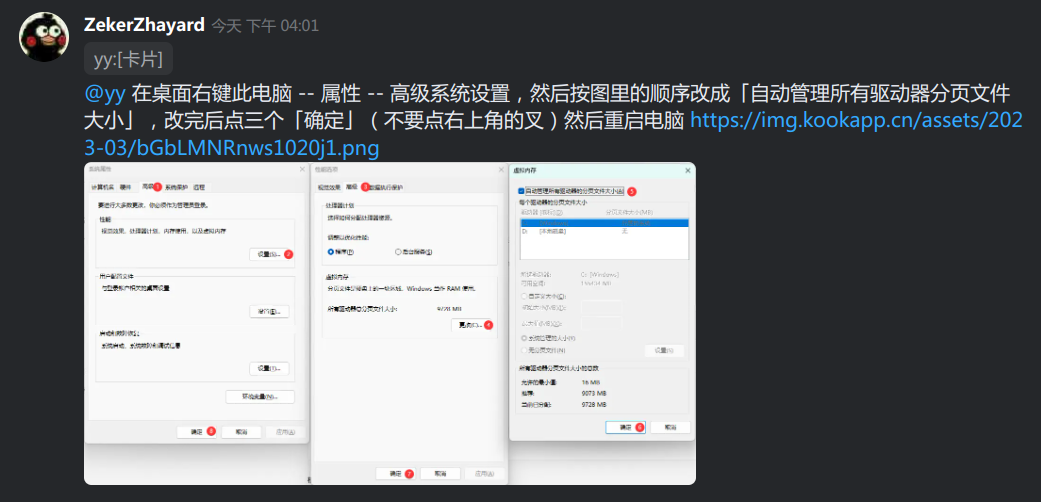 ZekerZhayard 今天 下午 04:01
yy:[卡片]
@yy 在桌面右键此电脑 -- 属性 -- 高级系统设置，然后按图里的顺序改成「自动管理所有驱动器分页文件
大小」，改完后点三个「确定」（不要点右上角的叉）然后重启电脑 https://img.kookapp.cn/assets/202
3-03/bGbLMNRnws1020j1.png
系统属性
计算机名 硬件 高级 1 系统保护 远程
要进行大多数更改，你必须作为管理员登录。
性能
视觉效果，处理器计划，内存使用，以及虚拟内存
设置(S)... 2
用户配置文件
与登录帐户相关的桌面设置
设置(E)...
启动和故障恢复
系统启动、系统故障和调试信息
设置(T)...
环境变量(N)...
确定 8 取消 应用(A)
性能选项
视觉效果 高级 3 数据执行保护
处理器计划
选择如何分配处理器资源。
调整以优化性能:
程序(P) 后台服务(S)
虚拟内存
分页文件是硬盘上的一块区域，Windows 当作 RAM 使用。
所有驱动器总分页文件大小: 9728 MB
更改(C)... 4
确定 7 取消 应用(A)
虚拟内存
自动管理所有驱动器的分页文件大小(A) 5
每个驱动器的分页文件大小
驱动器 [卷标](D) 分页文件大小(MB)
D: 无
所选驱动器: C: [Windows]
可用空间:
自定义大小(C):
初始大小(MB)(I):
最大值(MB)(X):
系统管理的大小(Y)
无分页文件(N) 设置(S)
所有驱动器分页文件大小的总数
允许的最小值: 16 MB
推荐: 9073 MB
当前已分配: 9728 MB
确定 6 取消